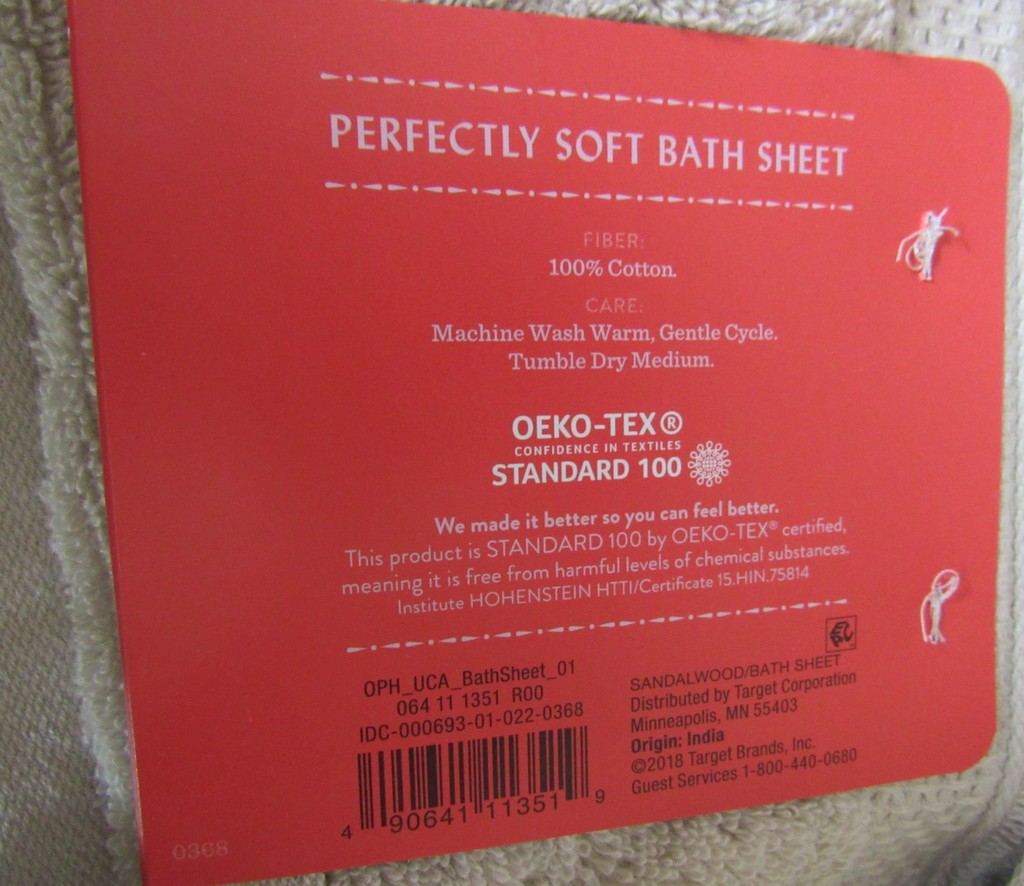 PERFECTLY SOFT BATH SHEET
FIBER:
100% Cotton.
CARE:
Machine Wash Warm, Gentle Cycle.
Tumble Dry Medium.
OEKO-TEX®
CONFIDENCE IN TEXTILES
STANDARD 100
We made it better so you can feel better.
This product is STANDARD 100 by OEKO-TEX® certified,
meaning it is free from harmful levels of chemical substances.
Institute HOHENSTEIN HTTI/Certificate 15.HIN.75814
OPH_UCA_BathSheet_01
064 11 1351 R00
IDC-000693-01-022-0368
4 90641 11351 9
SANDALWOOD/BATH SHEET
Distributed by Target Corporation
Minneapolis, MN 55403
Origin: India
©2018 Target Brands, Inc.
Guest Services 1-800-440-0680
0368